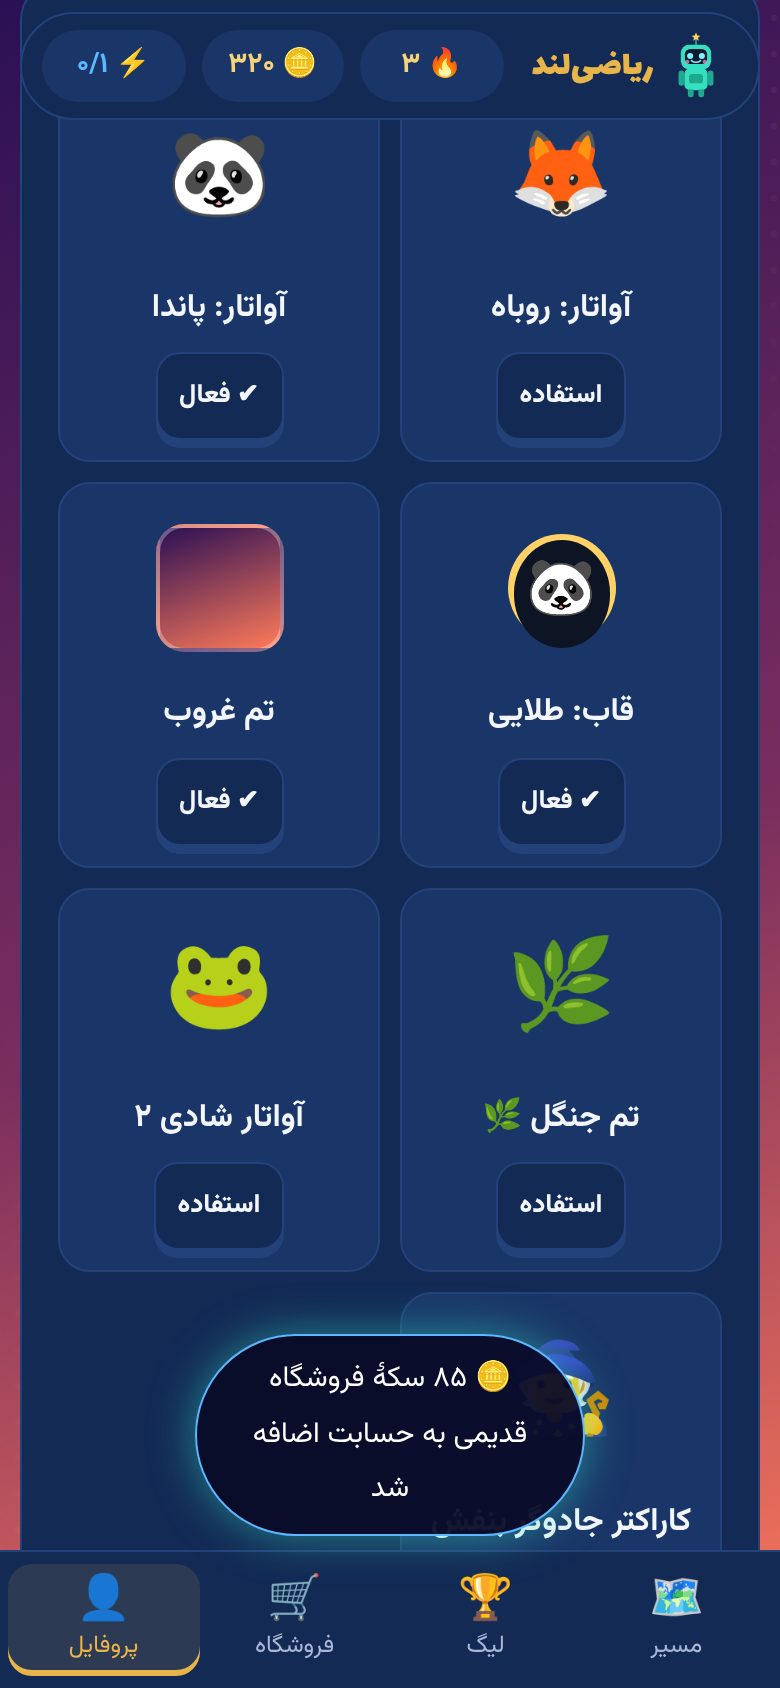 ریاضی‌لند
🔥 ۳
🪙 ۳۲۰
⚡ ۰/۱
آواتار: روباه
آواتار: پاندا
استفاده
✔ فعال
قاب: طلایی
تم غروب
✔ فعال
✔ فعال
تم جنگل 🌿
آواتار شادی ۲
استفاده
استفاده
🪙 ۸۵ سکهٔ فروشگاه
قدیمی به حسابت اضافه
شد
کاراکتر جادوگر بنفش
مسیر
لیگ
فروشگاه
پروفایل